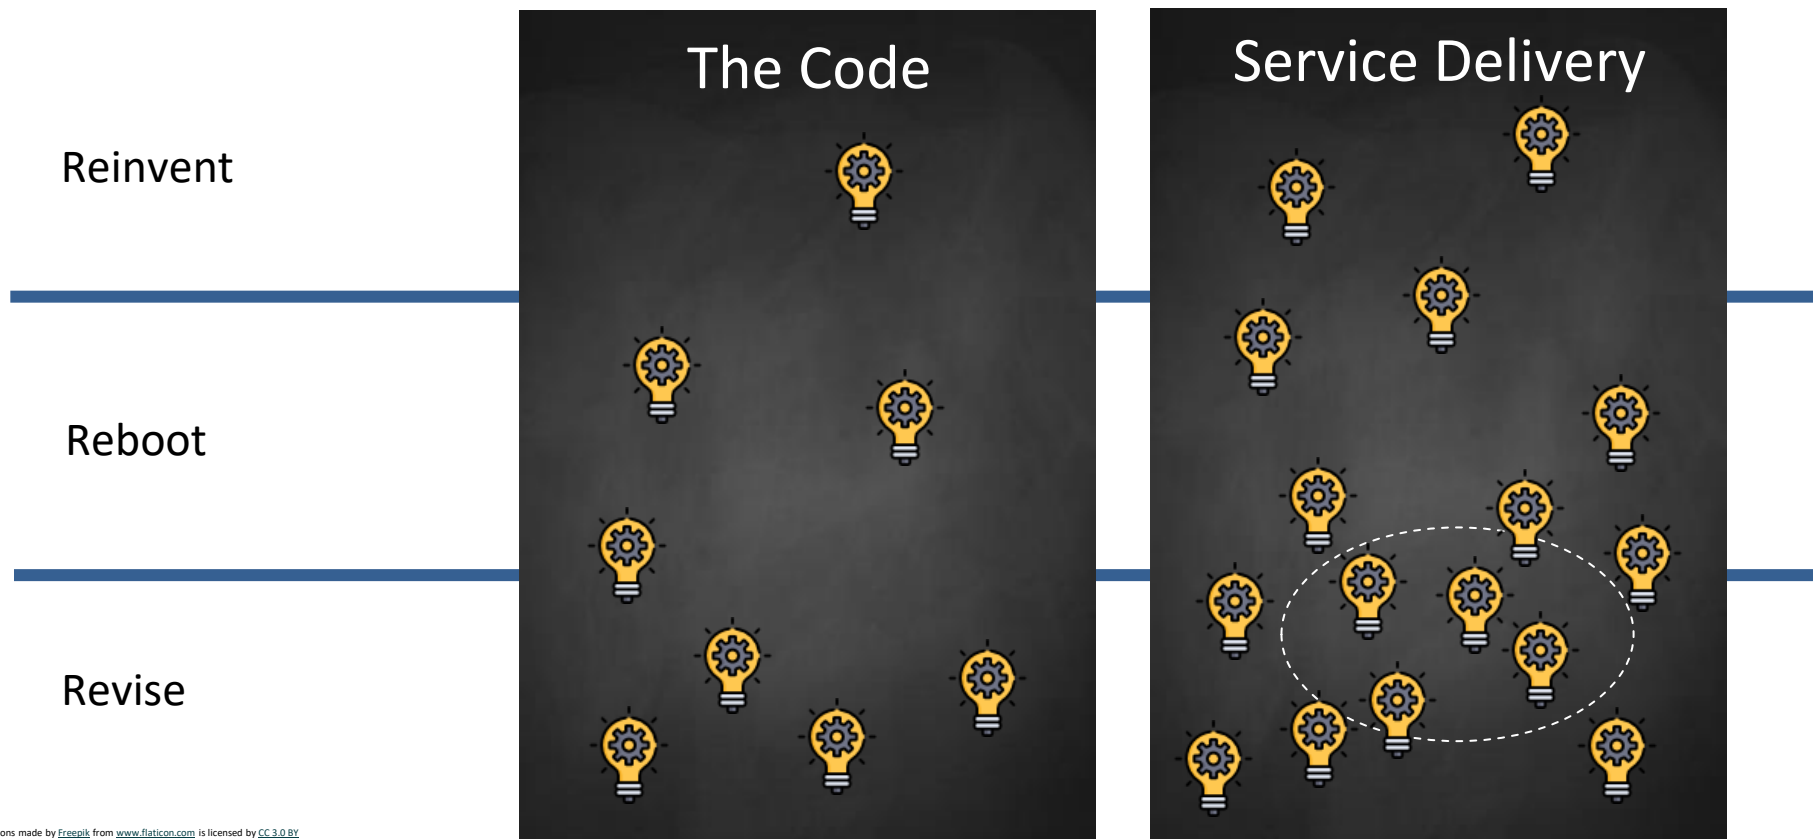 The Code
Service Delivery
Reinvent
Reboot
Revise
ons made by Freepik from www.flaticon.com is licensed by CC 3.0 BY